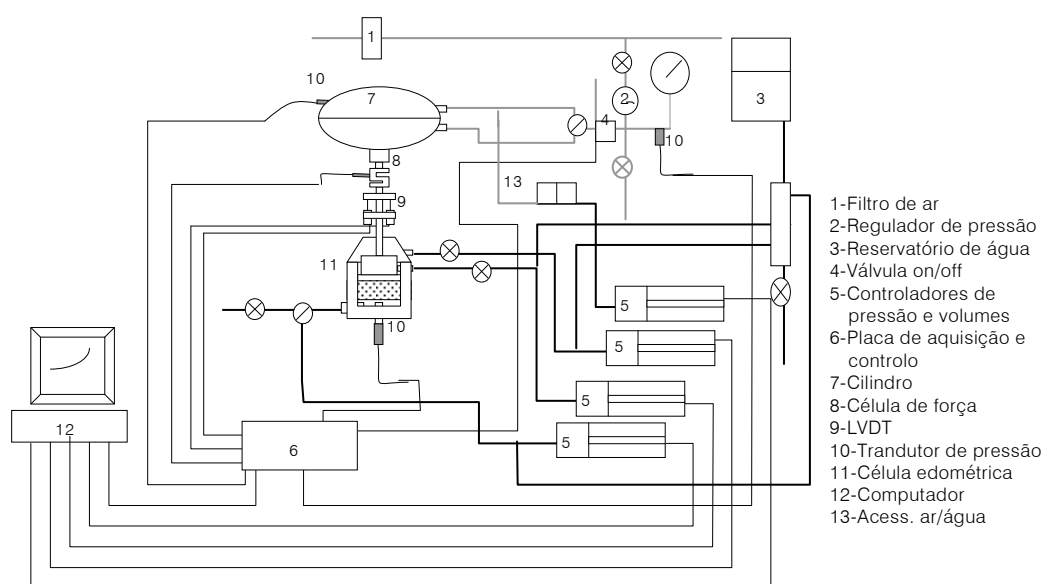 1
10
7
2
3
4
10
8
13
9
11
10
5
5
5
5
12
6
1-Filtro de ar
2-Regulador de pressão
3-Reservatório de água
4-Válvula on/off
5-Controladores de
pressão e volumes
6-Placa de aquisição e
controlo
7-Cilindro
8-Célula de força
9-LVDT
10-Trandutor de pressão
11-Célula edométrica
12-Computador
13-Acess. ar/água